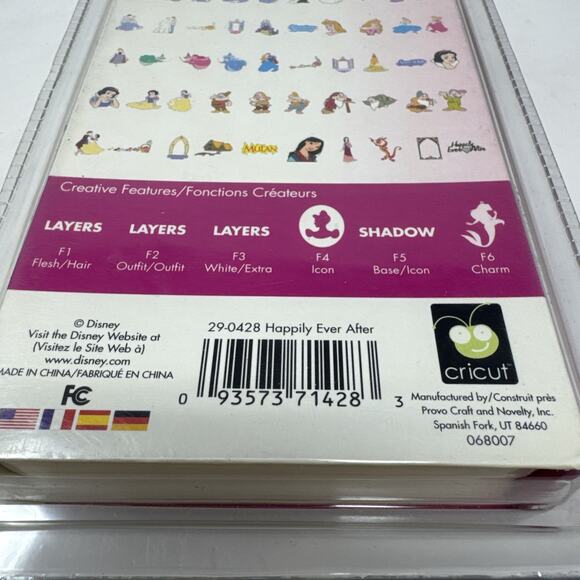 MULAN
Happily
Ever After
Creative Features/Fonctions Créateurs
LAYERS LAYERS LAYERS SHADOW
F1 F2 F3 F4 F5 F6
Flesh/Hair Outfit/Outfit White/Extra Icon Base/Icon Charm
© Disney
Visit the Disney Website at
(Visitez le Site Web à)
www.disney.com
MADE IN CHINA/FABRIQUÉ EN CHINA
FC
29-0428 Happily Ever After
0 93573 71428 3
cricut
Manufactured by/Construit près
Provo Craft and Novelty, Inc.
Spanish Fork, UT 84660
068007